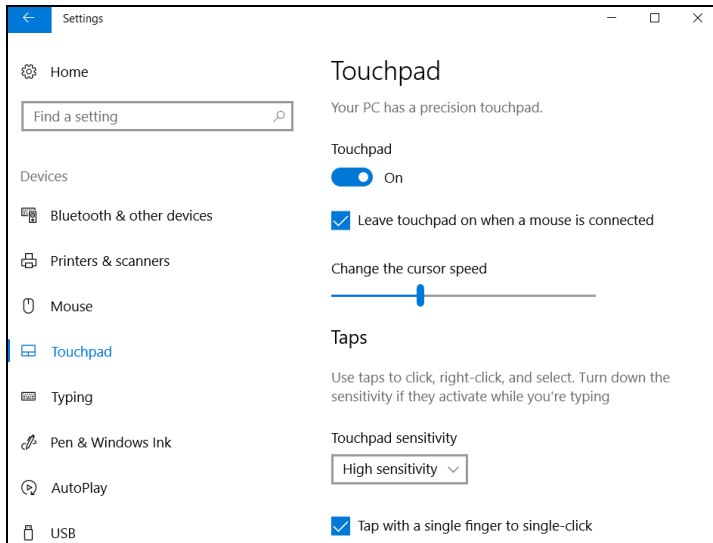 Settings
Home
Find a setting
Devices
Bluetooth & other devices
Printers & scanners
Mouse
Touchpad
Typing
Pen & Windows Ink
AutoPlay
USB
Touchpad
Your PC has a precision touchpad.
Touchpad
On
Leave touchpad on when a mouse is connected
Change the cursor speed
Taps
Use taps to click, right-click, and select. Turn down the
sensitivity if they activate while you're typing
Touchpad sensitivity
High sensitivity
Tap with a single finger to single-click